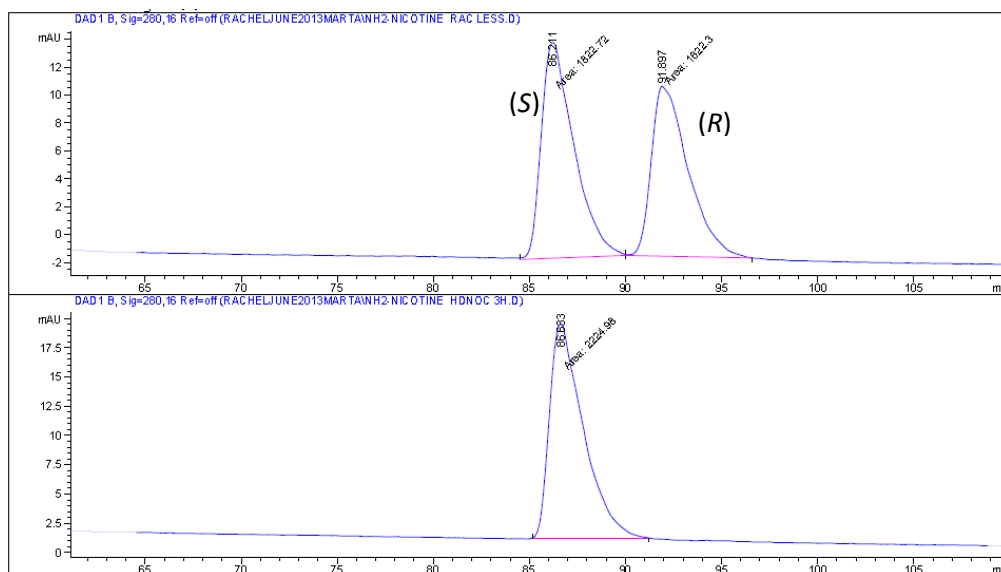 DAD1 B, Sig=280,16 Ref=off (RACHELJUNE2013MARTA\NH2-NICOTINE RAC LESS.D)
mAU
12
10
8
6
4
2
0
-2
86.211
Area: 1822.72
(S)
91.897
Area: 1822.3
(R)
65 70 75 80 85 90 95 100 105 m
DAD1 B, Sig=280,16 Ref=off (RACHELJUNE2013MARTA\NH2-NICOTINE HDNOC 3H.D)
mAU
17.5
15
12.5
10
7.5
5
2.5
0
86.683
Area: 2224.98
65 70 75 80 85 90 95 100 105 m